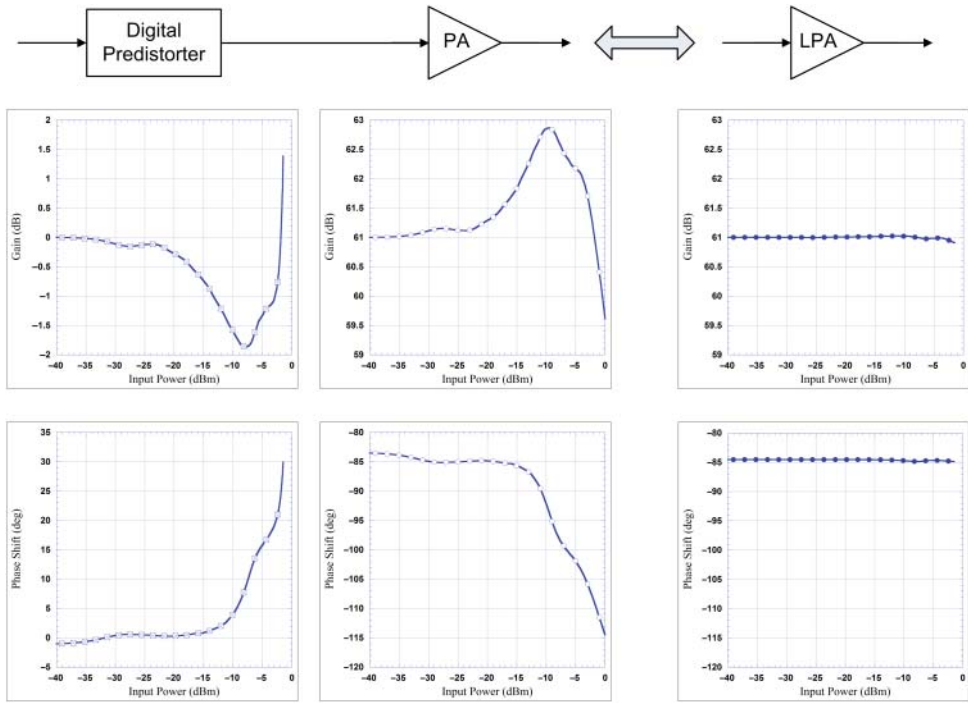 Digital
Predistorter
PA
LPA
2
1.5
1
0.5
0
−0.5
−1
−1.5
−2
Gain (dB)
−40 −35 −30 −25 −20 −15 −10 −5 0
Input Power (dBm)
63
62.5
62
61.5
61
60.5
60
59.5
59
Gain (dB)
−40 −35 −30 −25 −20 −15 −10 −5 0
Input Power (dBm)
63
62.5
62
61.5
61
60.5
60
59.5
59
Gain (dB)
−40 −35 −30 −25 −20 −15 −10 −5 0
Input Power (dBm)
35
30
25
20
15
10
5
0
−5
Phase Shift (deg)
−40 −35 −30 −25 −20 −15 −10 −5 0
Input Power (dBm)
−80
−85
−90
−95
−100
−105
−110
−115
−120
Phase Shift (deg)
−40 −35 −30 −25 −20 −15 −10 −5 0
Input Power (dBm)
−80
−85
−90
−95
−100
−105
−110
−115
−120
Phase Shift (deg)
−40 −35 −30 −25 −20 −15 −10 −5 0
Input Power (dBm)